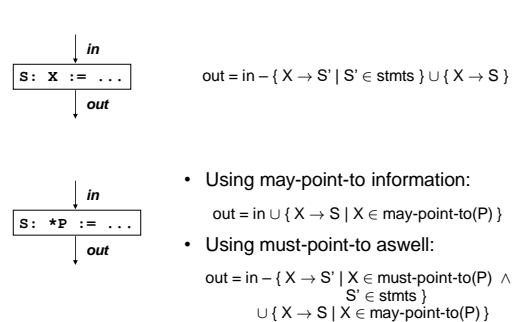 in
S: X := ...
out
out = in – { X → S’ | S’ ∈ stmts } ∪ { X → S }
in
S: *P := ...
out
• Using may-point-to information:
out = in ∪ { X → S | X ∈ may-point-to(P) }
• Using must-point-to aswell:
out = in – { X → S’ | X ∈ must-point-to(P) ∧
S’ ∈ stmts }
∪ { X → S | X ∈ may-point-to(P) }